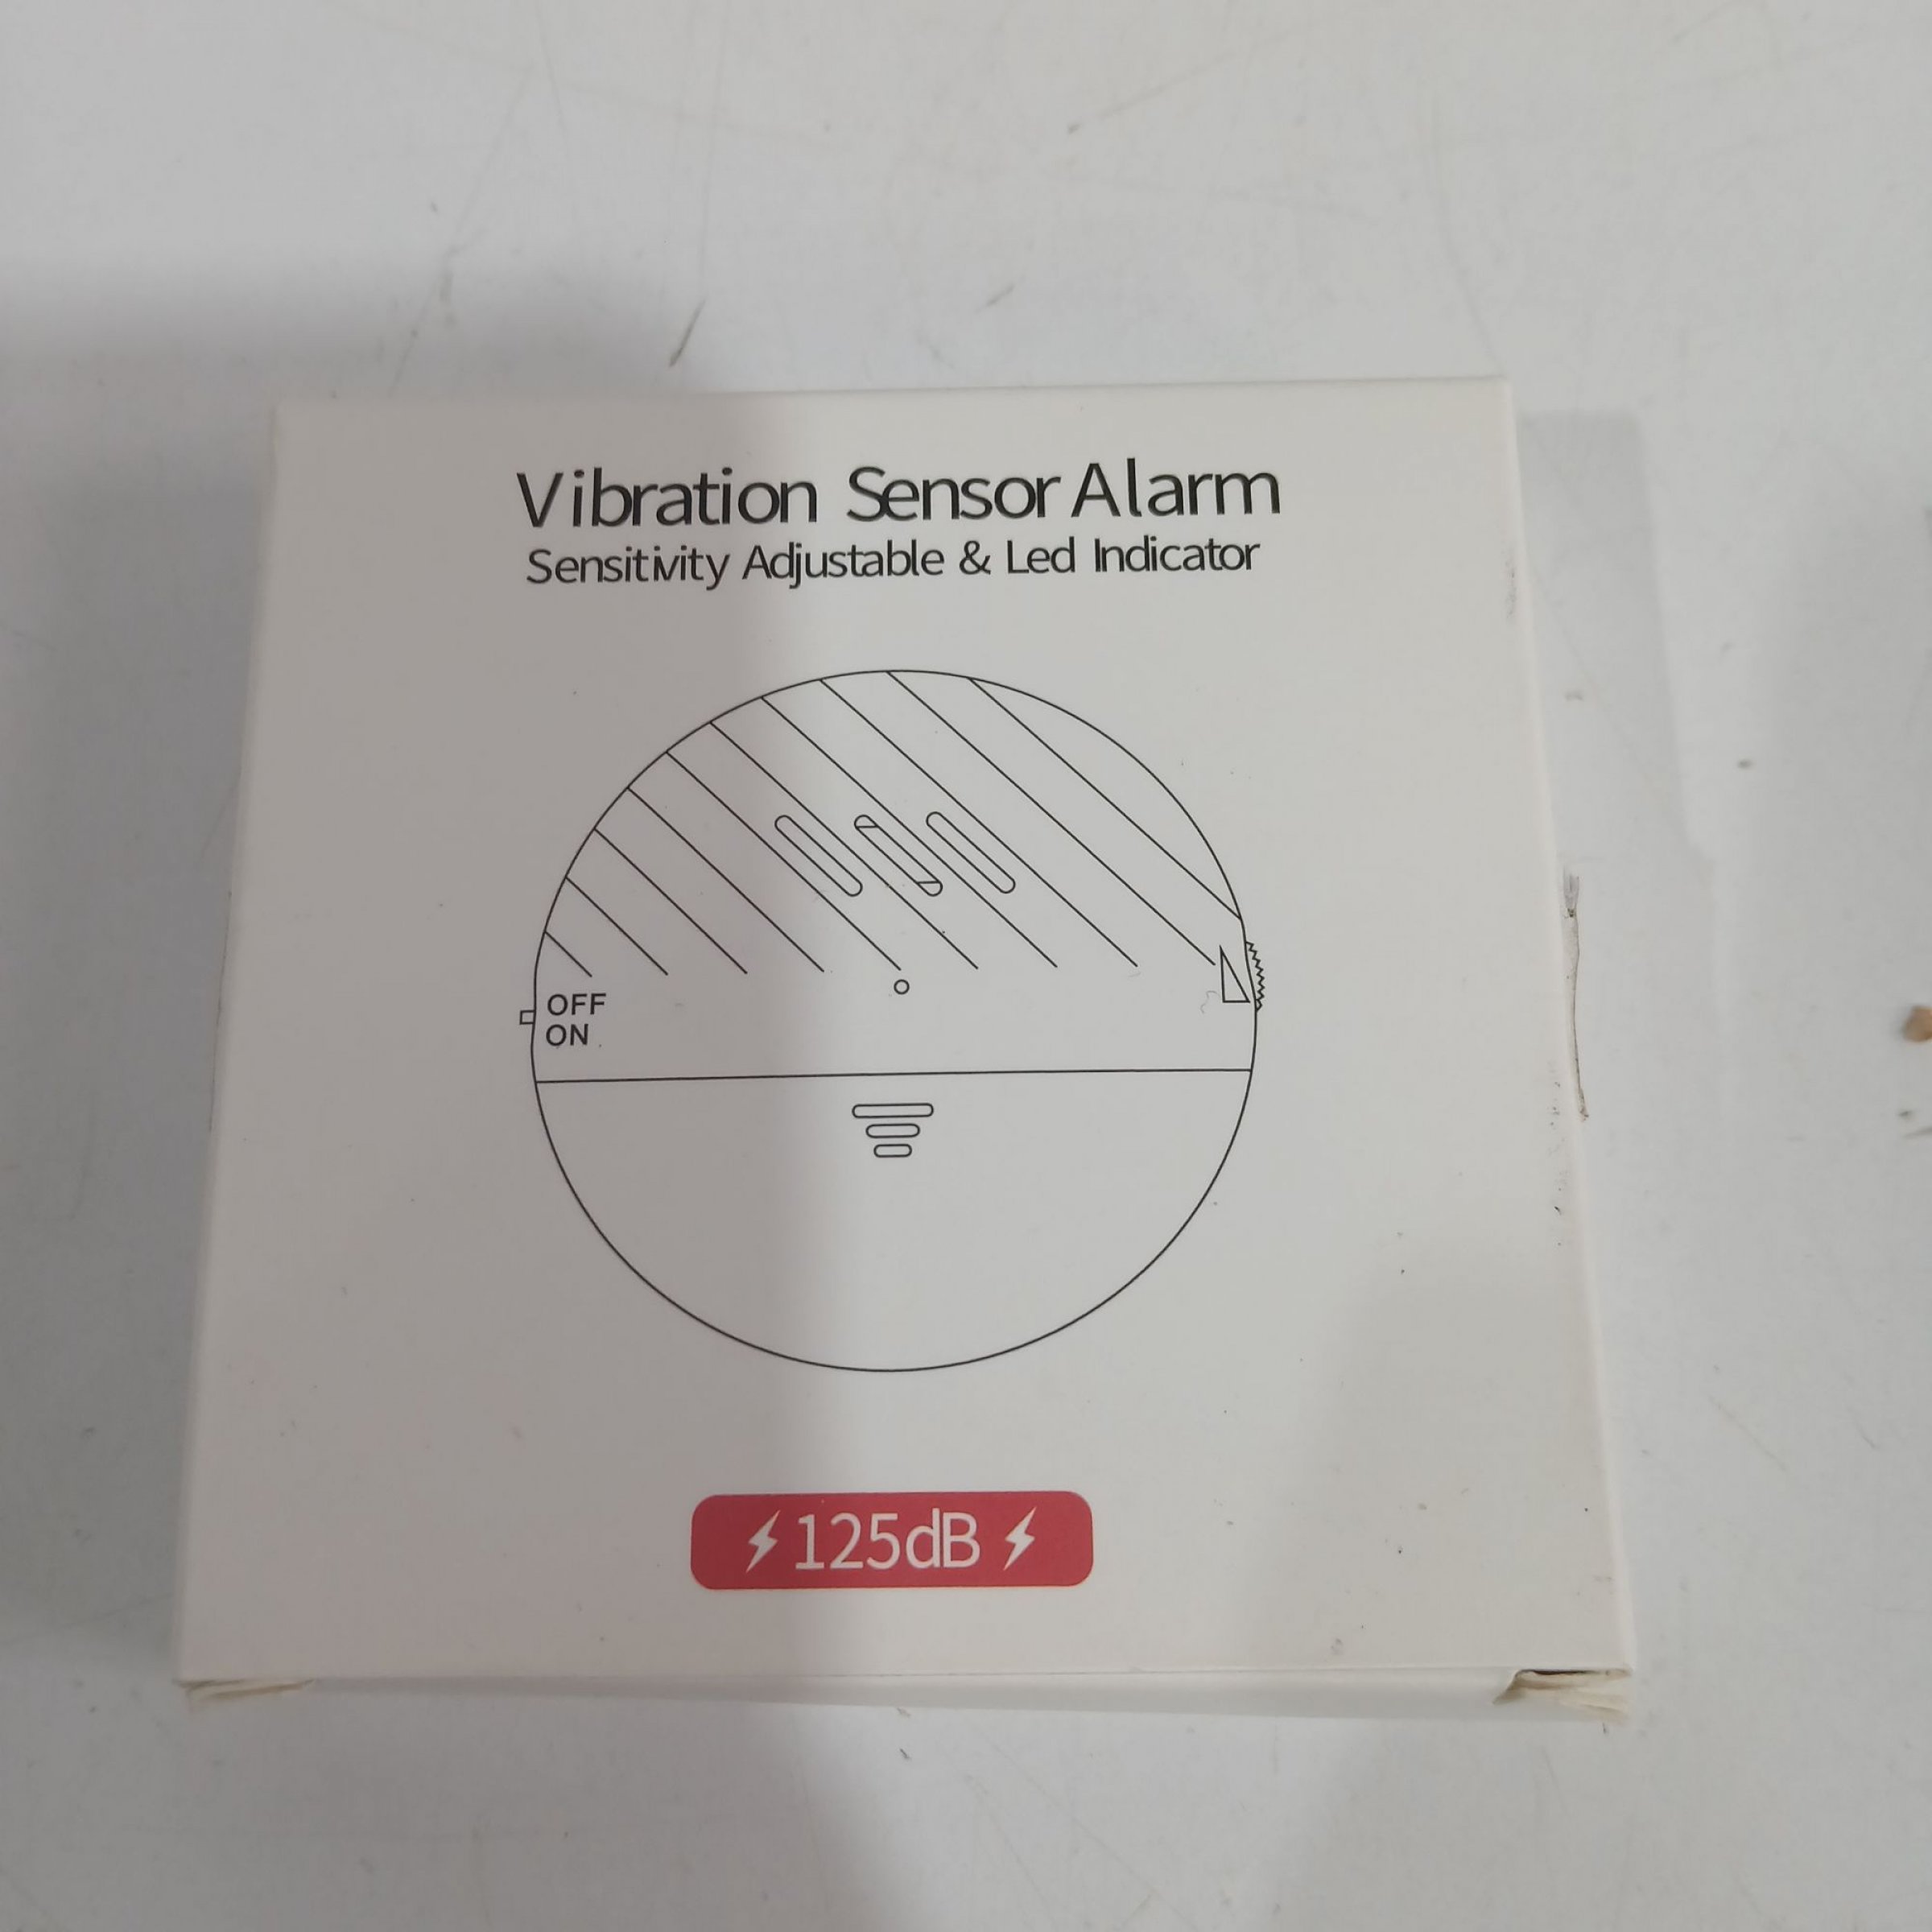 Vibration Sensor Alarm
Sensitivity Adjustable & Led Indicator
OFF
ON
125dB